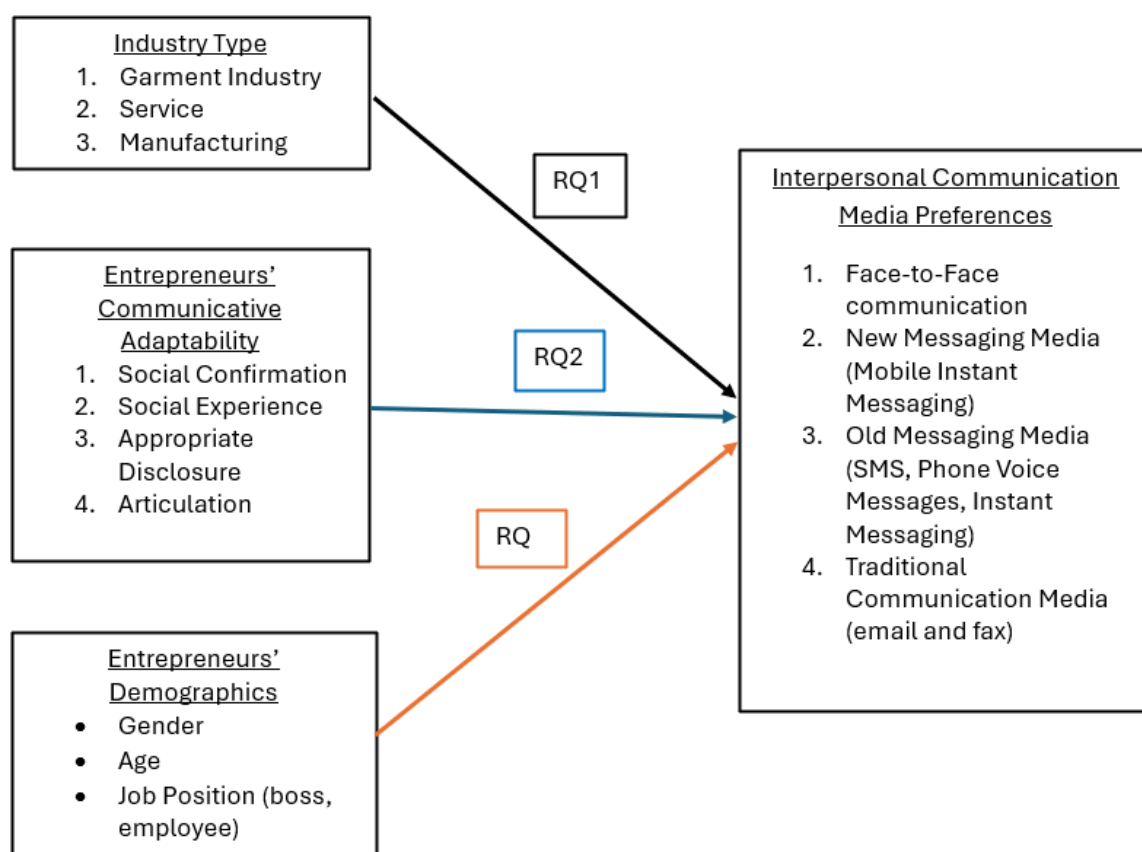 Industry Type
1. Garment Industry
2. Service
3. Manufacturing
RQ1
Entrepreneurs’
Communicative
Adaptability
1. Social Confirmation
2. Social Experience
3. Appropriate
Disclosure
4. Articulation
RQ2
Entrepreneurs’
Demographics
• Gender
• Age
• Job Position (boss,
employee)
RQ
Interpersonal Communication
Media Preferences
1. Face-to-Face
communication
2. New Messaging Media
(Mobile Instant
Messaging)
3. Old Messaging Media
(SMS, Phone Voice
Messages, Instant
Messaging)
4. Traditional
Communication Media
(email and fax)